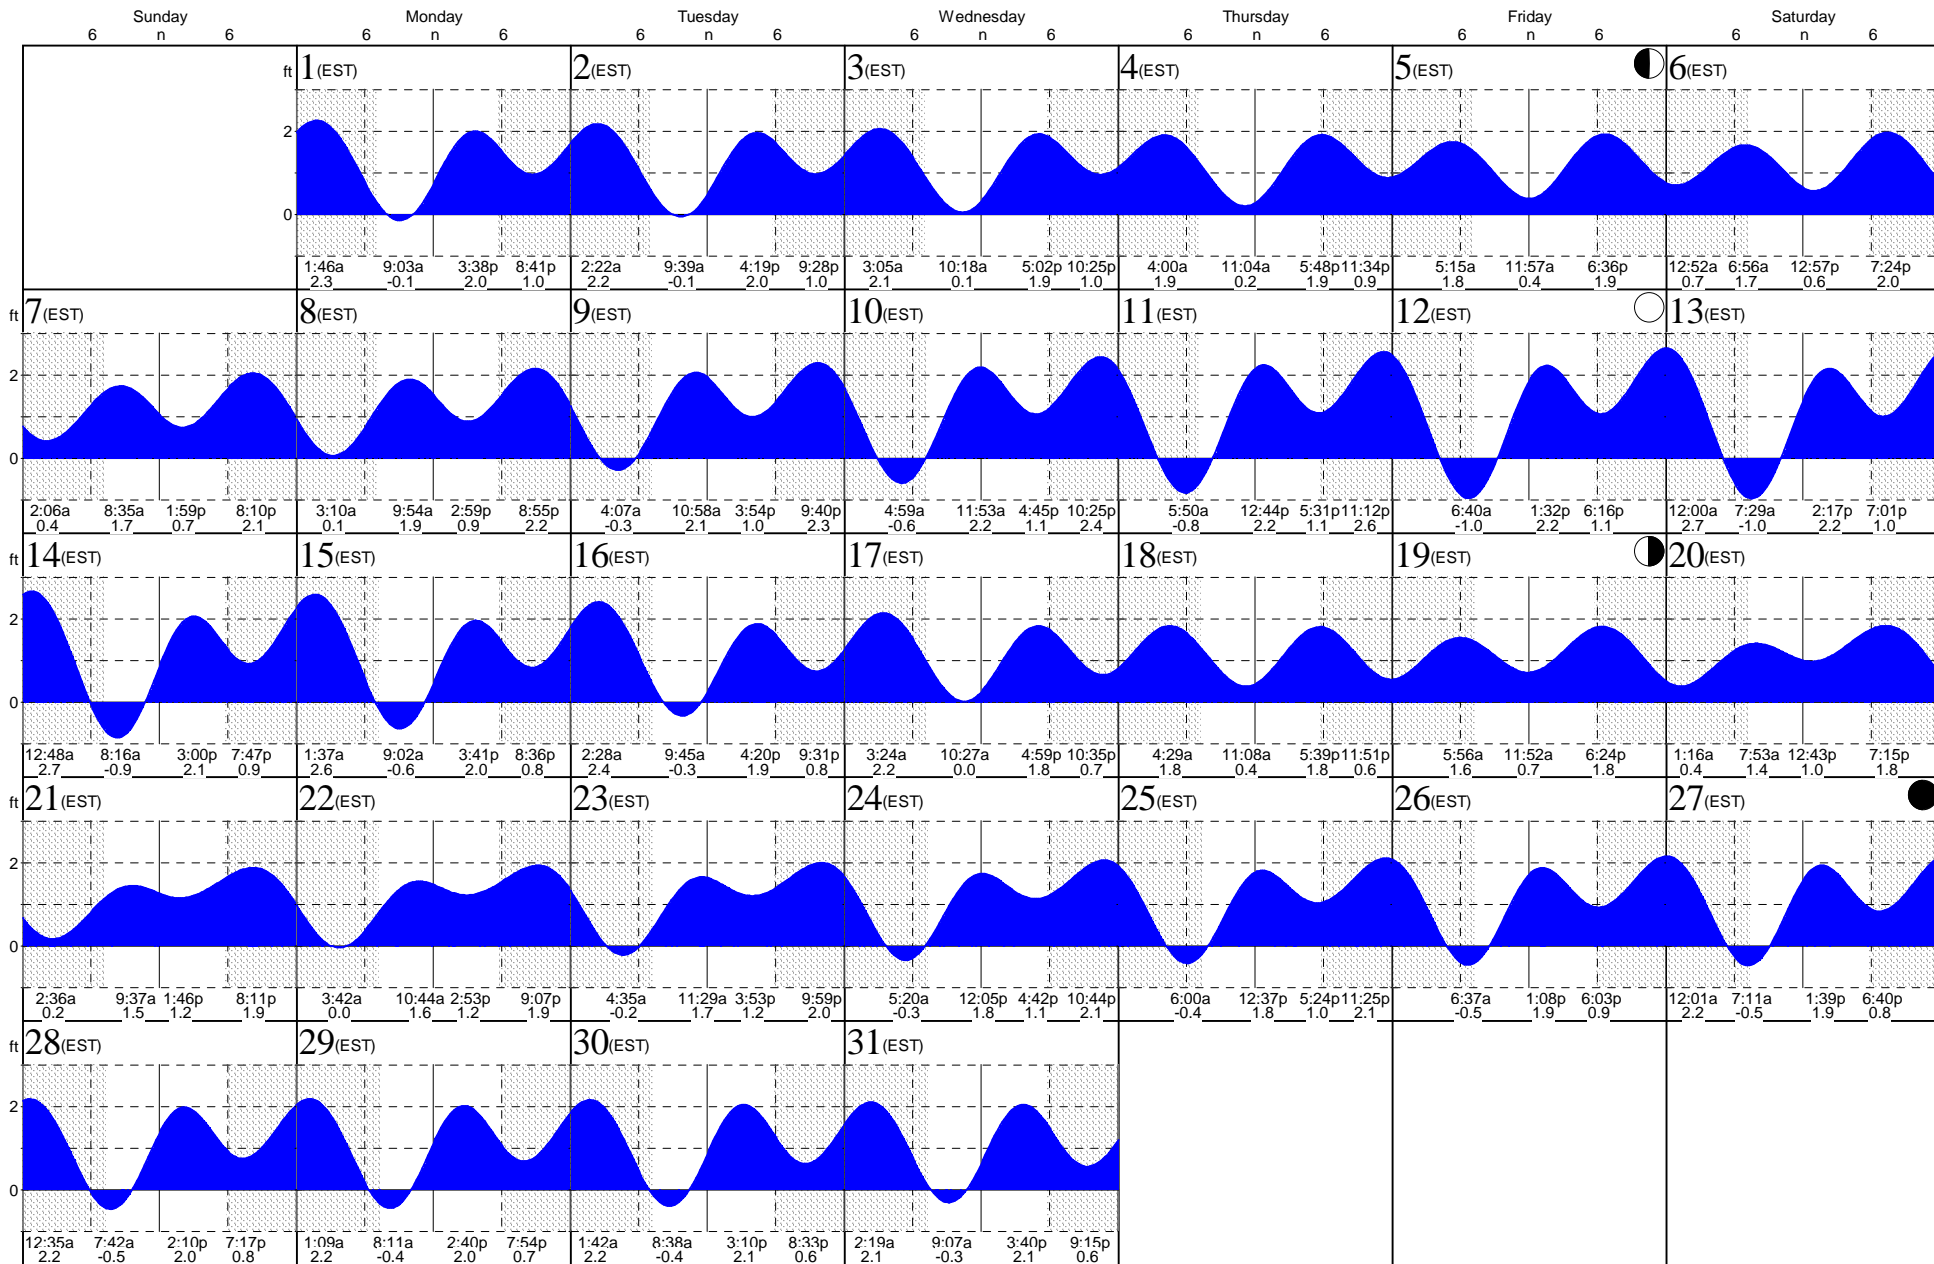 Sunday Monday Tuesday Wednesday Thursday Friday Saturday
6 n 6 6 n 6 6 n 6 6 n 6 6 n 6 6 n 6 6 n 6
ft 1(EST) 2(EST) 3(EST) 4(EST) 5(EST) 6(EST)
2
0
1:46a 9:03a 3:38p 8:41p 2:22a 9:39a 4:19p 9:28p 3:05a 10:18a 5:02p 10:25p 4:00a 11:04a 5:48p 11:34p 5:15a 11:57a 6:36p 12:52a 6:56a 12:57p 7:24p
2.3 -0.1 2.0 1.0 2.2 -0.1 2.0 1.0 2.1 0.1 1.9 1.0 1.9 0.2 1.9 0.9 1.8 0.4 1.9 0.7 1.7 0.6 2.0
ft 7(EST) 8(EST) 9(EST) 10(EST) 11(EST) 12(EST) 13(EST)
2
0
2:06a 8:35a 1:59p 8:10p 3:10a 9:54a 2:59p 8:55p 4:07a 10:58a 3:54p 9:40p 4:59a 11:53a 4:45p 10:25p 5:50a 12:44p 5:31p 11:12p 6:40a 1:32p 6:16p 12:00a 7:29a 2:17p 7:01p
0.4 1.7 0.7 2.1 0.1 1.9 0.9 2.2 -0.3 2.1 1.0 2.3 -0.6 2.2 1.1 2.4 -0.8 2.2 1.1 2.6 -1.0 2.2 1.1 2.7 -1.0 2.2 1.0
ft 14(EST) 15(EST) 16(EST) 17(EST) 18(EST) 19(EST) 20(EST)
2
0
12:48a 8:16a 3:00p 7:47p 1:37a 9:02a 3:41p 8:36p 2:28a 9:45a 4:20p 9:31p 3:24a 10:27a 4:59p 10:35p 4:29a 11:08a 5:39p 11:51p 5:56a 11:52a 6:24p 1:16a 7:53a 12:43p 7:15p
2.7 -0.9 2.1 0.9 2.6 -0.6 2.0 0.8 2.4 -0.3 1.9 0.8 2.2 0.0 1.8 0.7 1.8 0.4 1.8 0.6 1.6 0.7 1.8 0.4 1.4 1.0 1.8
ft 21(EST) 22(EST) 23(EST) 24(EST) 25(EST) 26(EST) 27(EST)
2
0
2:36a 9:37a 1:46p 8:11p 3:42a 10:44a 2:53p 9:07p 4:35a 11:29a 3:53p 9:59p 5:20a 12:05p 4:42p 10:44p 6:00a 12:37p 5:24p 11:25p 6:37a 1:08p 6:03p 12:01a 7:11a 1:39p 6:40p
0.2 1.5 1.2 1.9 0.0 1.6 1.2 1.9 -0.2 1.7 1.2 2.0 -0.3 1.8 1.1 2.1 -0.4 1.8 1.0 2.1 -0.5 1.9 0.9 2.2 -0.5 1.9 0.8
ft 28(EST) 29(EST) 30(EST) 31(EST)
2
0
12:35a 7:42a 2:10p 7:17p 1:09a 8:11a 2:40p 7:54p 1:42a 8:38a 3:10p 8:33p 2:19a 9:07a 3:40p 9:15p
2.2 -0.5 2.0 0.8 2.2 -0.4 2.0 0.7 2.2 -0.4 2.1 0.6 2.1 -0.3 2.1 0.6